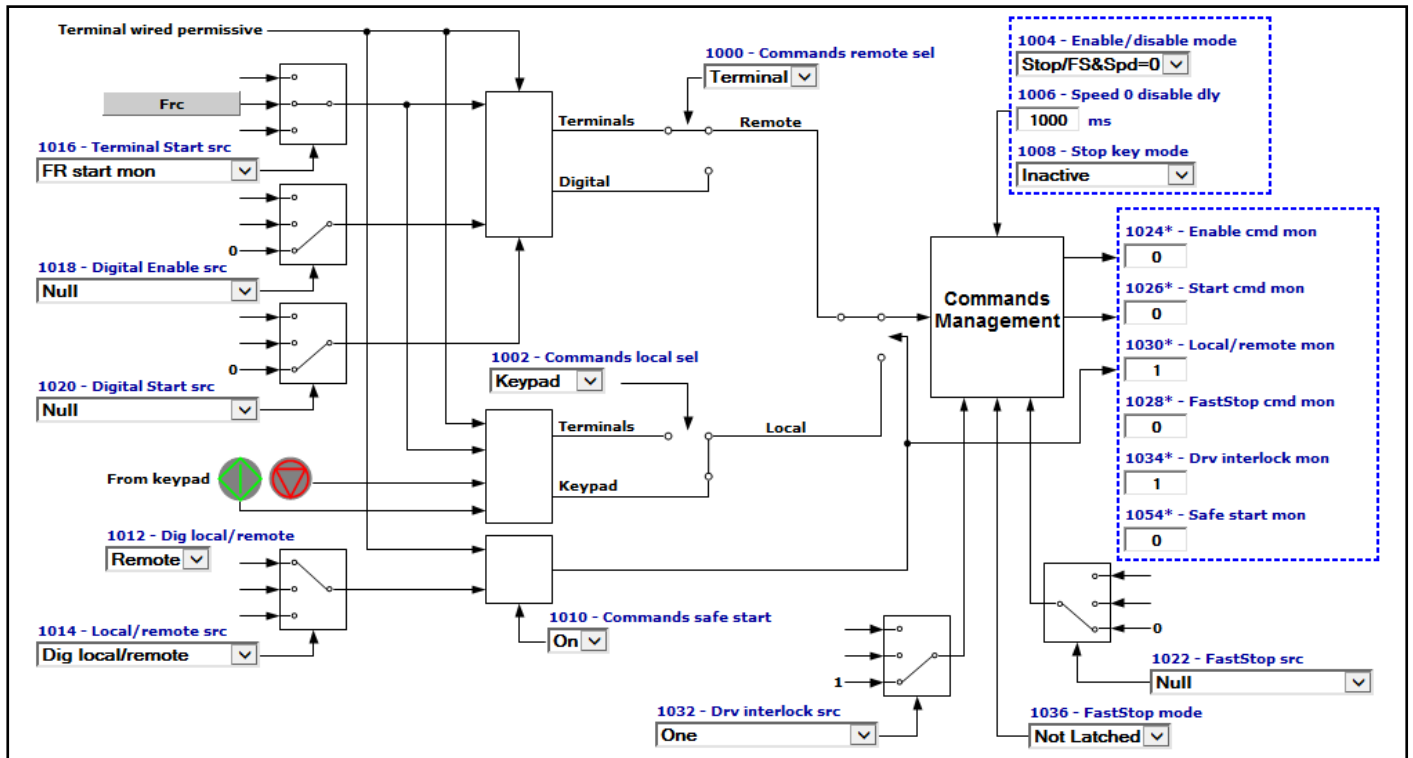 Terminal wired permissive
1000 - Commands remote sel
Terminal
1004 - Enable/disable mode
Stop/FS&Spd=0
1006 - Speed 0 disable dly
1000 ms
1008 - Stop key mode
Inactive
Frc
1016 - Terminal Start src
FR start mon
Terminals
Remote
Digital
0
1018 - Digital Enable src
Null
0
1020 - Digital Start src
Null
Commands
Management
1024* - Enable cmd mon
0
1026* - Start cmd mon
0
1030* - Local/remote mon
1
1028* - FastStop cmd mon
0
1034* - Drv interlock mon
1
1054* - Safe start mon
0
1002 - Commands local sel
Keypad
Terminals
Local
Keypad
From keypad
1012 - Dig local/remote
Remote
1014 - Local/remote src
Dig local/remote
1010 - Commands safe start
On
1
1032 - Drv interlock src
One
0
1022 - FastStop src
Null
1036 - FastStop mode
Not Latched